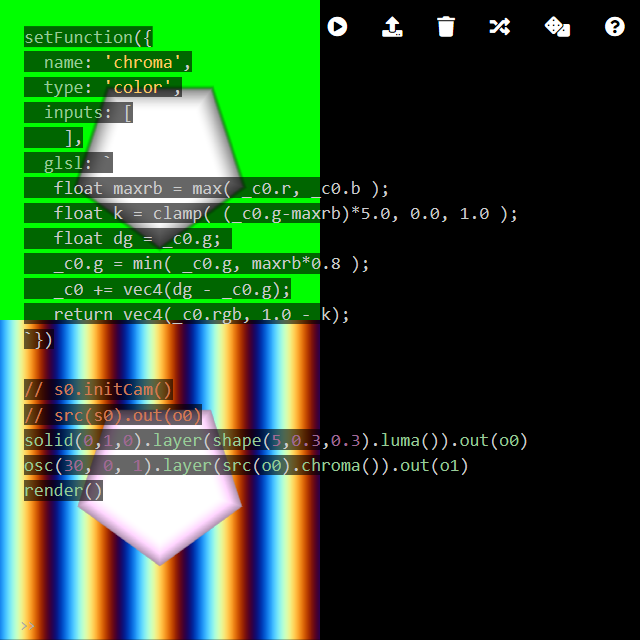 setFunction({
  name: 'chroma',
  type: 'color',
  inputs: [
    ],
  glsl: `
   float maxrb = max( _c0.r, _c0.b );
   float k = clamp( (_c0.g-maxrb)*5.0, 0.0, 1.0 );
   float dg = _c0.g;
   _c0.g = min( _c0.g, maxrb*0.8 );
   _c0 += vec4(dg - _c0.g);
   return vec4(_c0.rgb, 1.0 - k);
`})
// s0.initCam()
// src(s0).out(o0)
solid(0,1,0).layer(shape(5,0.3,0.3).luma()).out(o0)
osc(30, 0, 1).layer(src(o0).chroma()).out(o1)
render()
>>